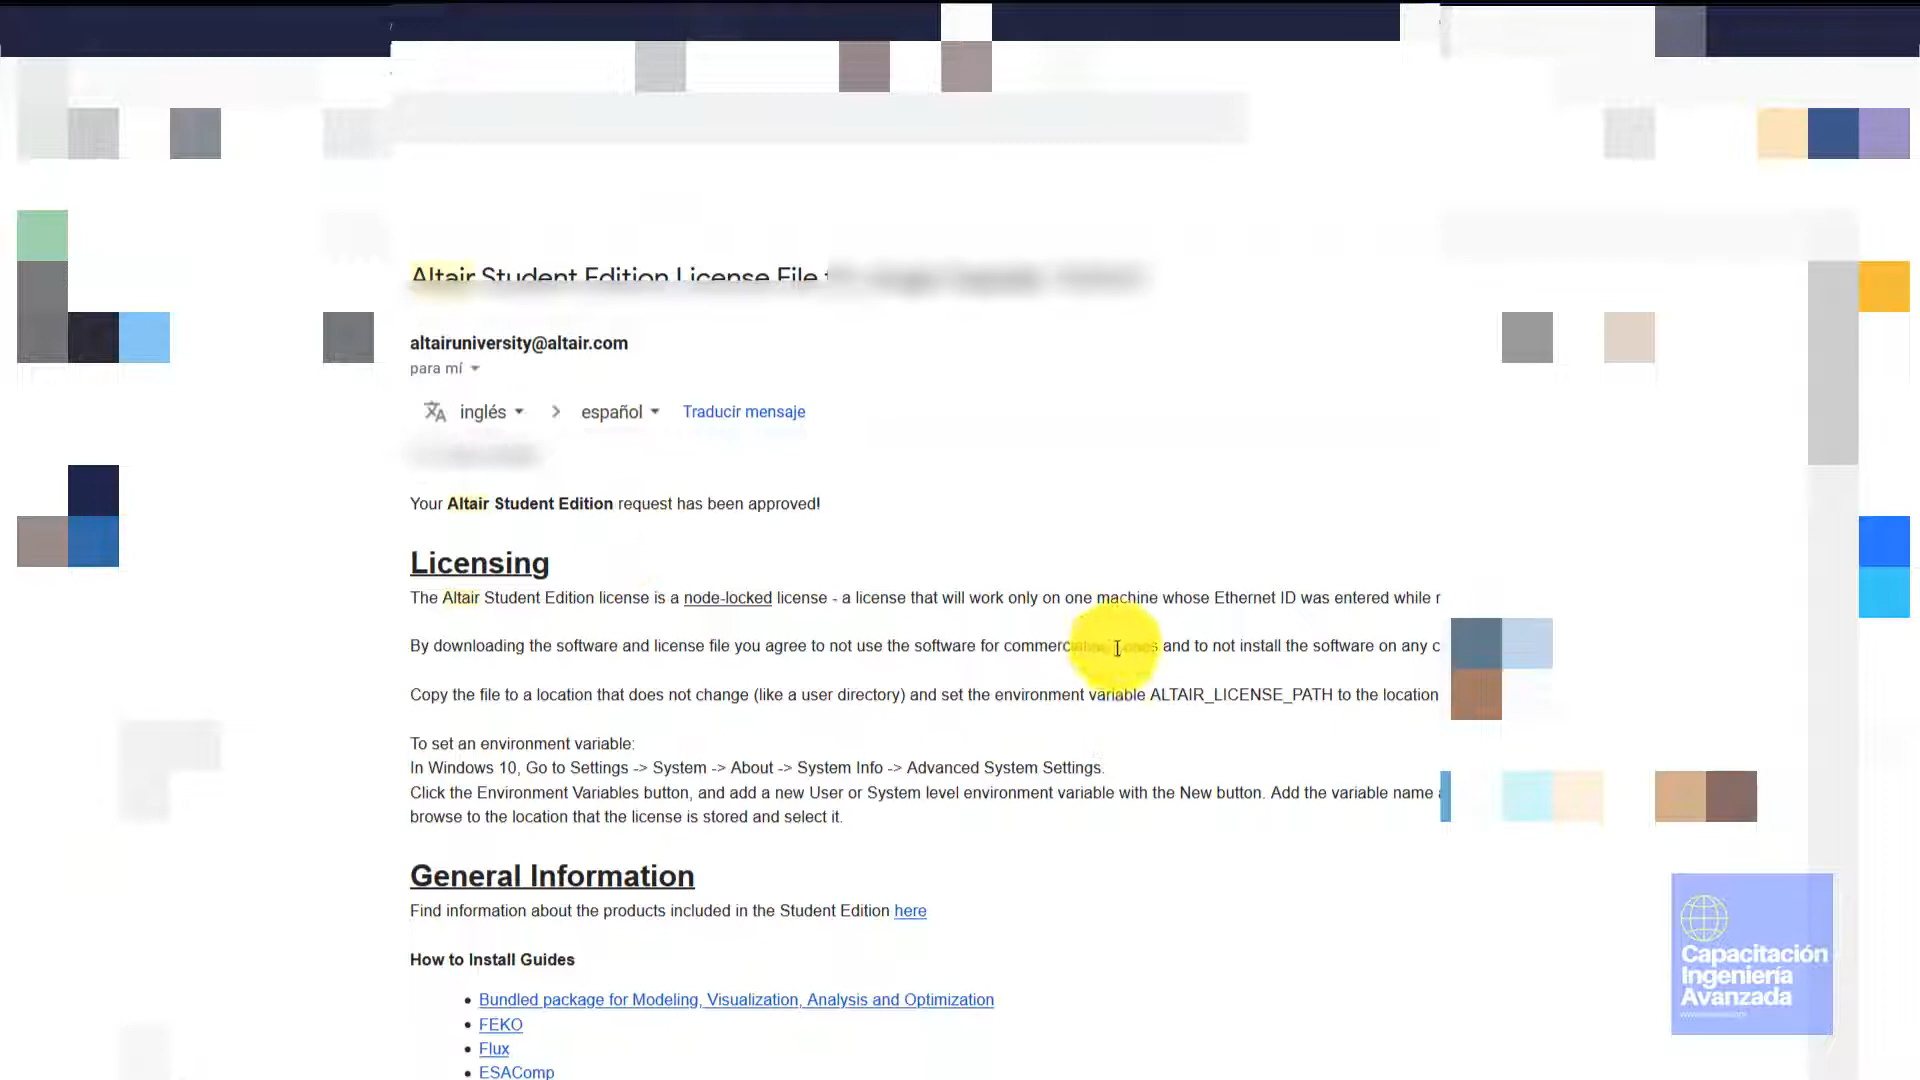 Altair Student Edition License File
altairuniversity@altair.com
para mí
inglés > español Traducir mensaje
Your Altair Student Edition request has been approved!
Licensing
The Altair Student Edition license is a node-locked license - a license that will work only on one machine whose Ethernet ID was entered while
By downloading the software and license file you agree to not use the software for and to not install the software on any
Copy the file to a location that does not change (like a user directory) and set the environment variable ALTAIR_LICENSE_PATH to the location
To set an environment variable:
In Windows 10, Go to Settings -> System -> About -> System Info -> Advanced System Settings.
Click the Environment Variables button, and add a new User or System level environment variable with the New button. Add the variable name
browse to the location that the license is stored and select it.
General Information
Find information about the products included in the Student Edition here
How to Install Guides
• Bundled package for Modeling, Visualization, Analysis and Optimization
• FEKO
• Flux
• ESAComp
Capacitación
Ingeniería
Avanzada